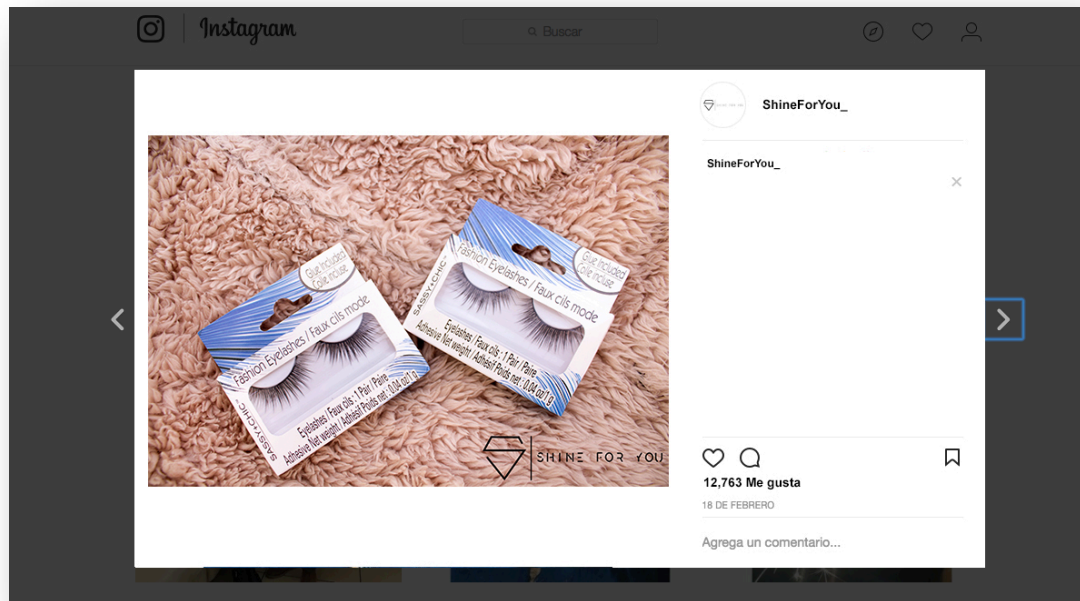 Instagram
Buscar
ShineForYou_
ShineForYou_
Glue included
Colle incluse
Fashion Eyelashes / Faux cils mode
SASSY+CHIC™
Eyelashes / Faux cils : 1 Pair / Paire
Adhesive Net weight / Adhésif Poids net : 0.04 oz/1 g
Glue included
Colle incluse
Fashion Eyelashes / Faux cils mode
SASSY+CHIC™
Eyelashes / Faux cils : 1 Pair / Paire
Adhesive Net weight / Adhésif Poids net : 0.04 oz/1 g
SHINE FOR YOU
12,763 Me gusta
18 DE FEBRERO
Agrega un comentario...